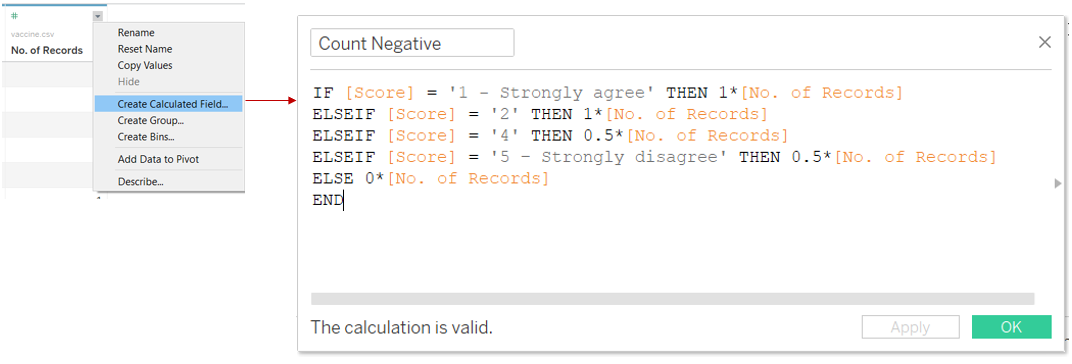 #
vaccine.csv
No. of Records
Rename
Reset Name
Copy Values
Hide
Create Calculated Field...
Create Group...
Create Bins...
Add Data to Pivot
Describe...
Count Negative
IF [Score] = '1 - Strongly agree' THEN 1*[No. of Records]
ELSEIF [Score] = '2' THEN 1*[No. of Records]
ELSEIF [Score] = '4' THEN 0.5*[No. of Records]
ELSEIF [Score] = '5 - Strongly disagree' THEN 0.5*[No. of Records]
ELSE 0*[No. of Records]
END
The calculation is valid.
Apply
OK